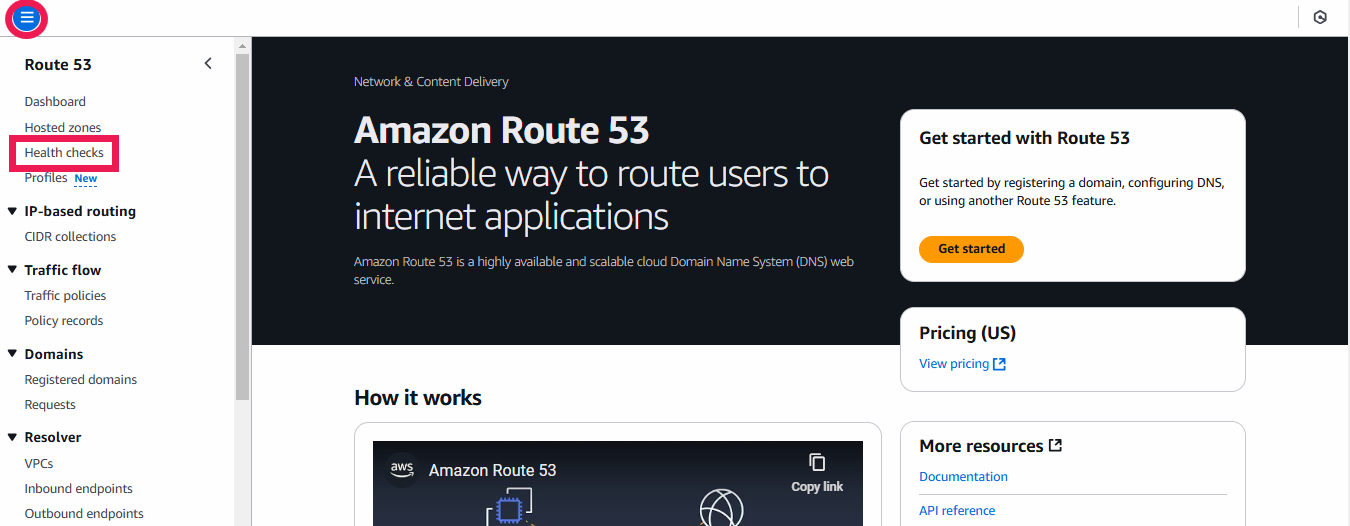 Route 53
Dashboard
Hosted zones
Health checks
Profiles New
IP-based routing
CIDR collections
Traffic flow
Traffic policies
Policy records
Domains
Registered domains
Requests
Resolver
VPCs
Inbound endpoints
Outbound endpoints
Network & Content Delivery
Amazon Route 53
A reliable way to route users to
internet applications
Amazon Route 53 is a highly available and scalable cloud Domain Name System (DNS) web
service.
Get started with Route 53
Get started by registering a domain, configuring DNS,
or using another Route 53 feature.
Get started
Pricing (US)
View pricing
How it works
aws Amazon Route 53
Copy link
More resources
Documentation
API reference